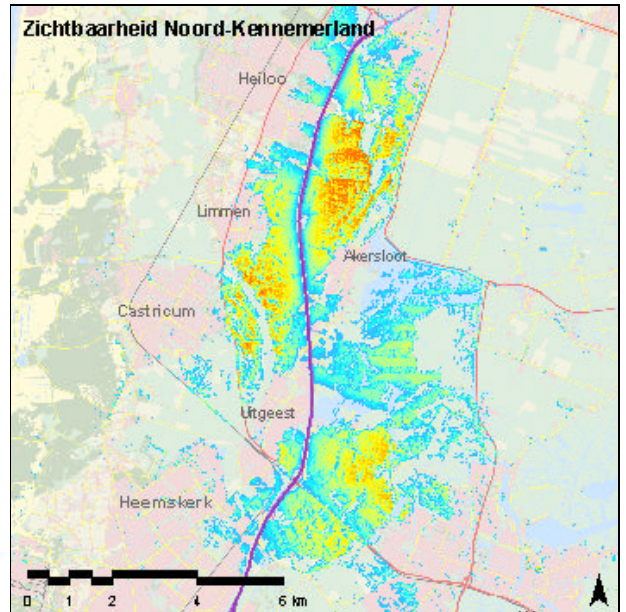 Zichtbaarheid Noord-Kennemerland
Heiloo
Limmen
Akersloot
Castricum
Uitgeest
Heemskerk
0 1 2 4 6 km